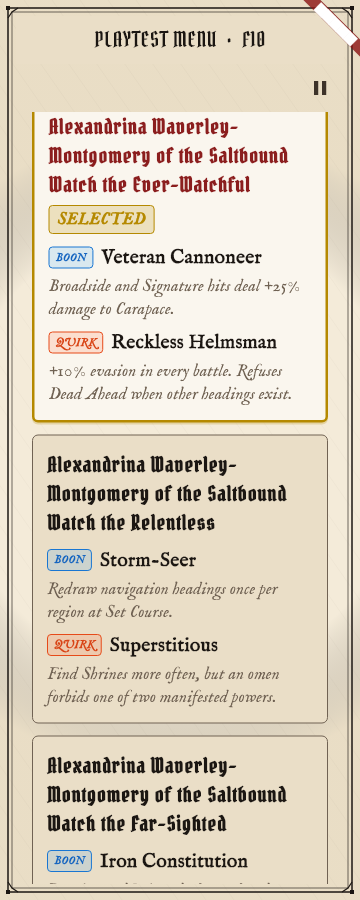 PLAYTEST MENU · F10
Alexandrina Waverley-
Montgomery of the Saltbound
Watch the Ever-Watchful
SELECTED
BOON Veteran Cannoneer
Broadside and Signature hits deal +25%
damage to Carapace.
QUIRK Reckless Helmsman
+10% evasion in every battle. Refuses
Dead Ahead when other headings exist.
Alexandrina Waverley-
Montgomery of the Saltbound
Watch the Relentless
BOON Storm-Seer
Redraw navigation headings once per
region at Set Course.
QUIRK Superstitious
Find Shrines more often, but an omen
forbids one of two manifested powers.
Alexandrina Waverley-
Montgomery of the Saltbound
Watch the Far-Sighted
BOON Iron Constitution